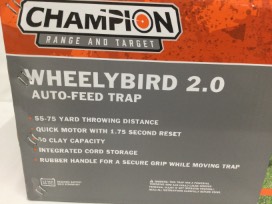 CHAMPION
RANGE AND TARGET
WHEELYBIRD 2.0
AUTO-FEED TRAP
55-75 YARD THROWING DISTANCE
QUICK MOTOR WITH 1.75 SECOND RESET
CLAY CAPACITY
INTEGRATED CORD STORAGE
RUBBER HANDLE FOR A SECURE GRIP WHILE MOVING TRAP